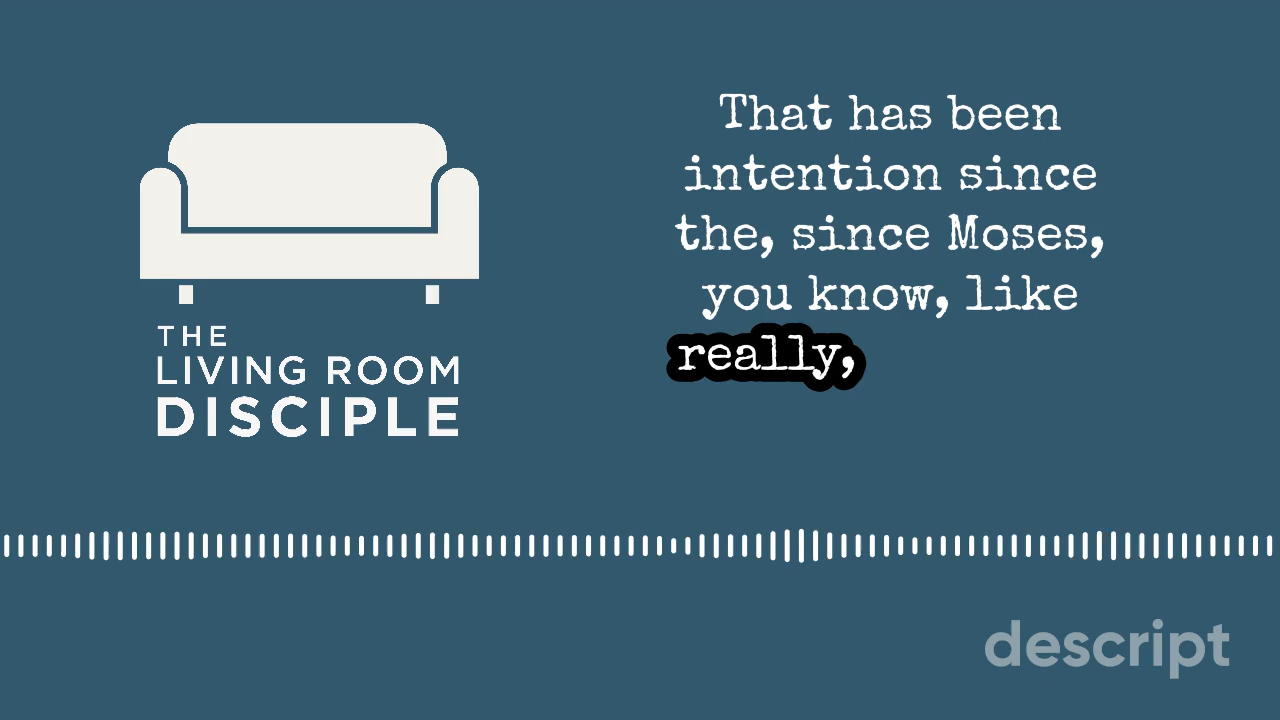 THE
LIVING ROOM
DISCIPLE
That has been
intention since
the, since Moses,
you know, like
really,
descript